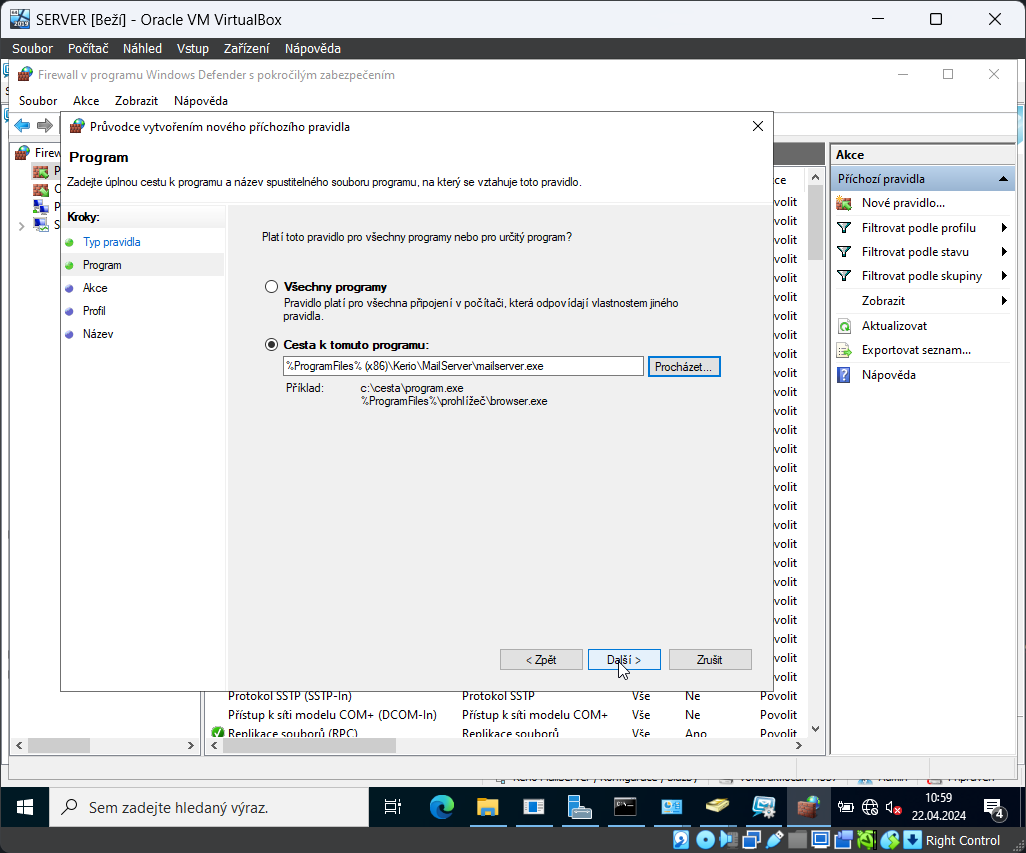 SERVER [Beží] - Oracle VM VirtualBox
Soubor Počítač Náhled Vstup Zařízení Nápověda
Firewall v programu Windows Defender s pokročilým zabezpečením
Soubor Akce Zobrazit Nápověda
Průvodce vytvořením nového příchozího pravidla
Program
Zadejte úplnou cestu k programu a název spustitelného souboru programu, na který se vztahuje toto pravidlo.
Kroky:
Typ pravidla
Program
Akce
Profil
Název
Platí toto pravidlo pro všechny programy nebo pro určitý program?
Všechny programy
Pravidlo platí pro všechna připojení v počítači, která odpovídají vlastnostem jiného
pravidla.
Cesta k tomuto programu:
%ProgramFiles% (x86)\Kerio\MailServer\mailserver.exe
Procházet...
Příklad: c:\cesta\program.exe
%ProgramFiles%\prohlížeč\browser.exe
< Zpět Další > Zrušit
Akce
Příchozí pravidla
Nové pravidlo...
Filtrovat podle profilu
Filtrovat podle stavu
Filtrovat podle skupiny
Zobrazit
Aktualizovat
Exportovat seznam...
Nápověda
Protokol SSTP (SSTP-In) Protokol SSTP Vše Ne Povolit
Přístup k síti modelu COM+ (DCOM-In) Přístup k síti modelu COM+ Vše Ne Povolit
Replikace souborů (RPC) Replikace souborů Vše Ano Povolit
Sem zadejte hledaný výraz.
10:59
22.04.2024
4
Right Control